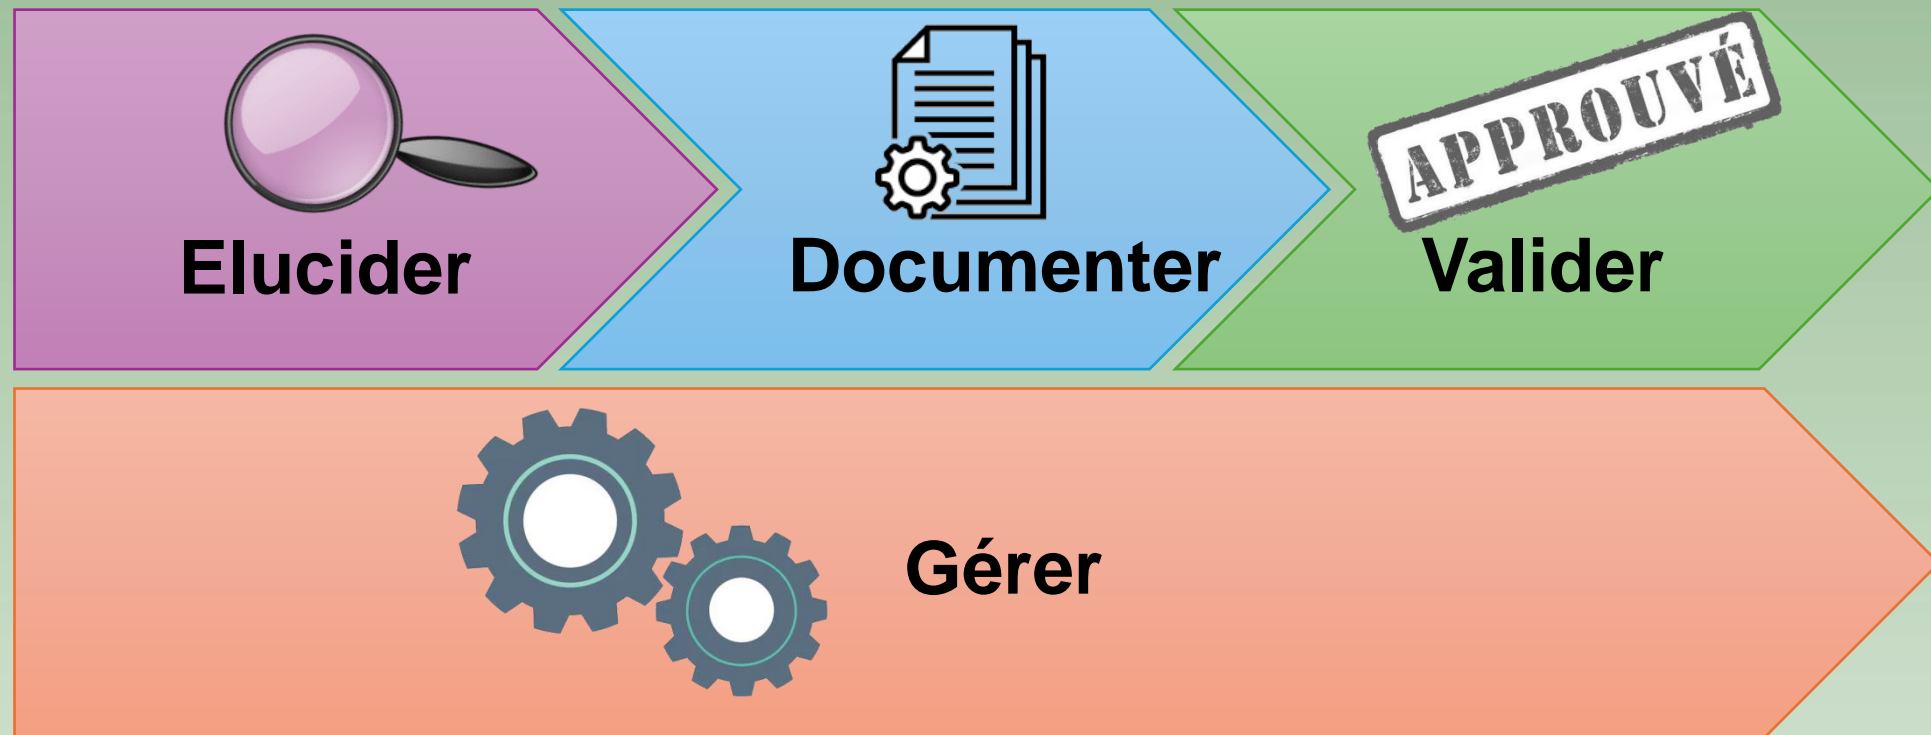 APPROUVÉ
Elucider
Documenter
Valider
Gérer